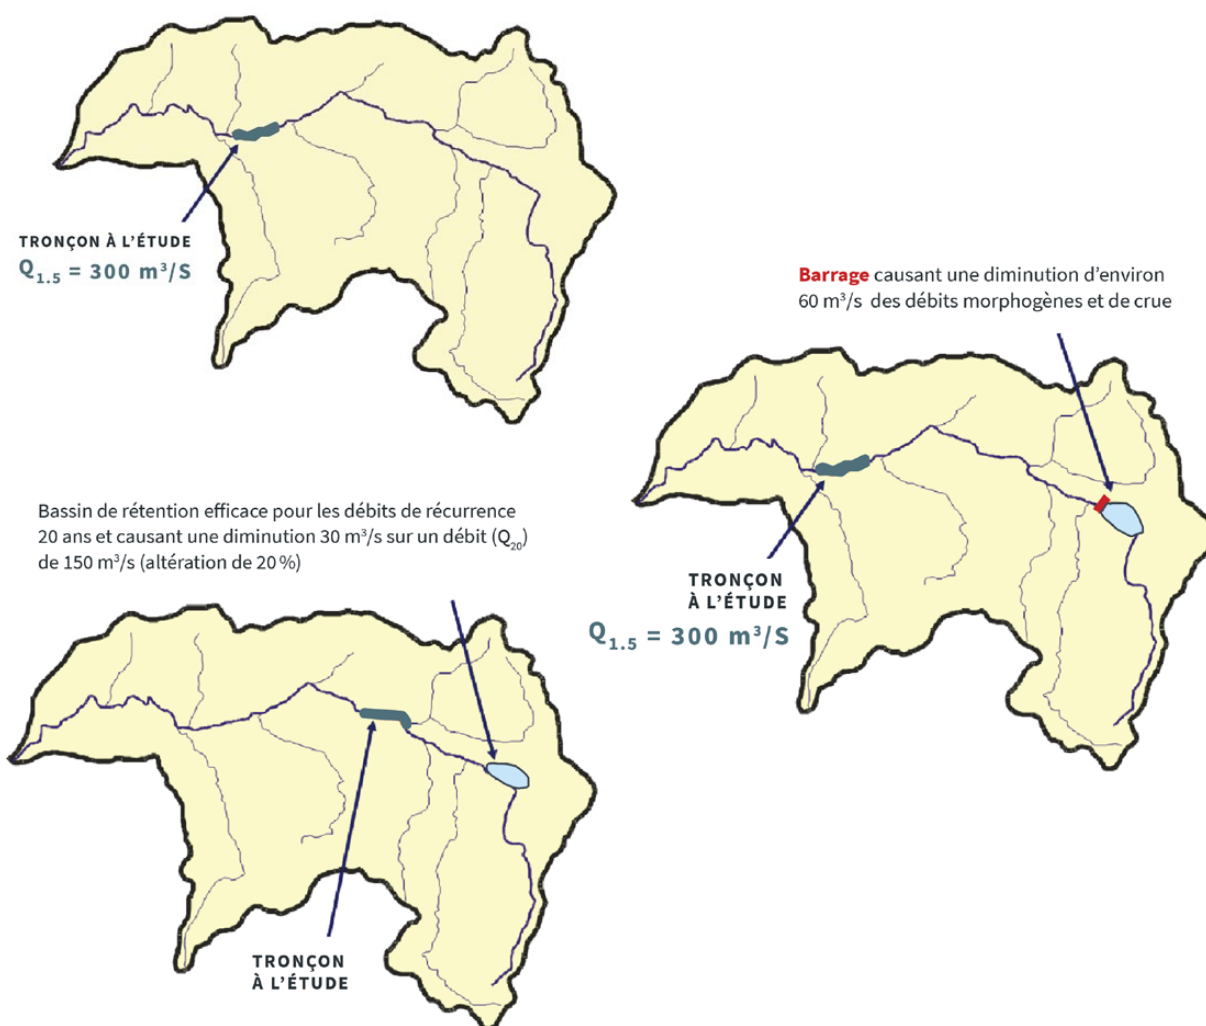 TRONÇON À L'ÉTUDE
Q1.5 = 300 m³/S
Barrage causant une diminution d'environ
60 m³/s des débits morphogènes et de crue
TRONÇON
À L'ÉTUDE
Q1.5 = 300 m³/S
Bassin de rétention efficace pour les débits de récurrence
20 ans et causant une diminution 30 m³/s sur un débit (Q20)
de 150 m³/s (altération de 20 %)
TRONÇON
À L'ÉTUDE